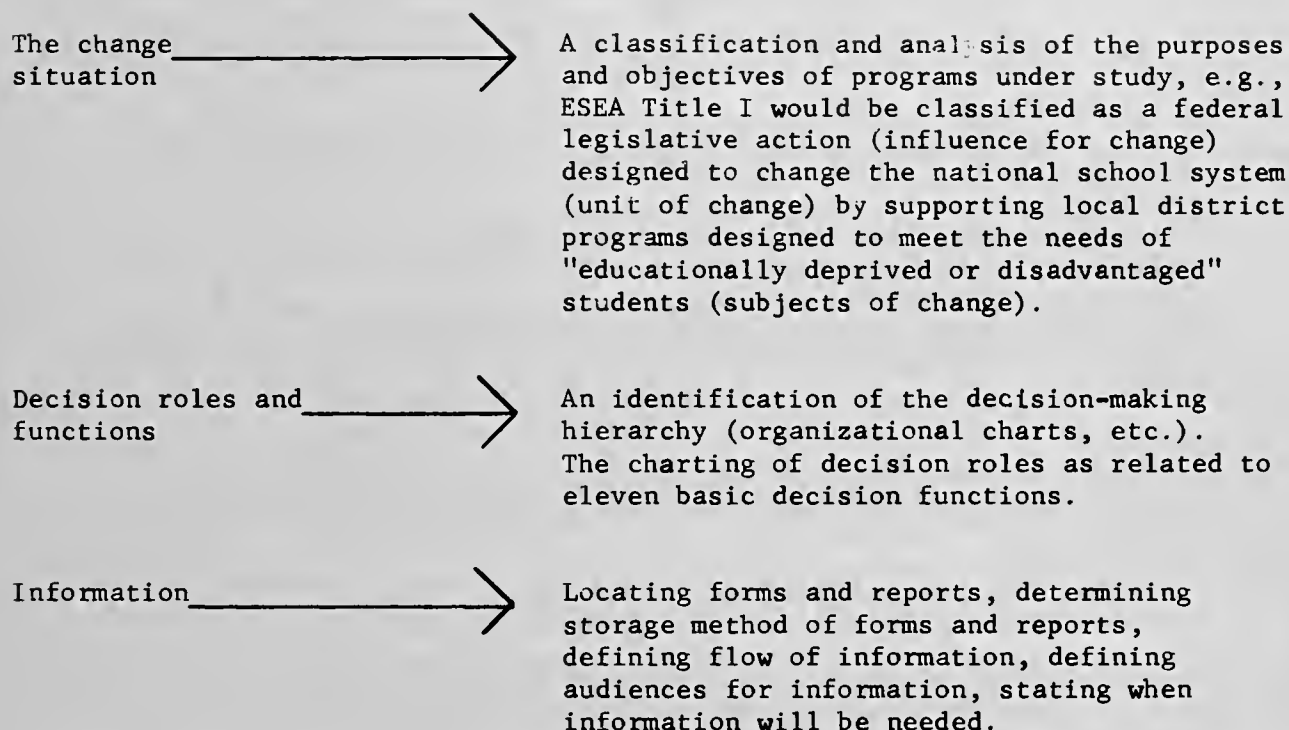 The change
situation
A classification and analysis of the purposes
and objectives of programs under study, e.g.,
ESEA Title I would be classified as a federal
legislative action (influence for change)
designed to change the national school system
(unit of change) by supporting local district
programs designed to meet the needs of
"educationally deprived or disadvantaged"
students (subjects of change).
Decision roles and
functions
An identification of the decision-making
hierarchy (organizational charts, etc.).
The charting of decision roles as related to
eleven basic decision functions.
Information
Locating forms and reports, determining
storage method of forms and reports,
defining flow of information, defining
audiences for information, stating when
information will be needed.